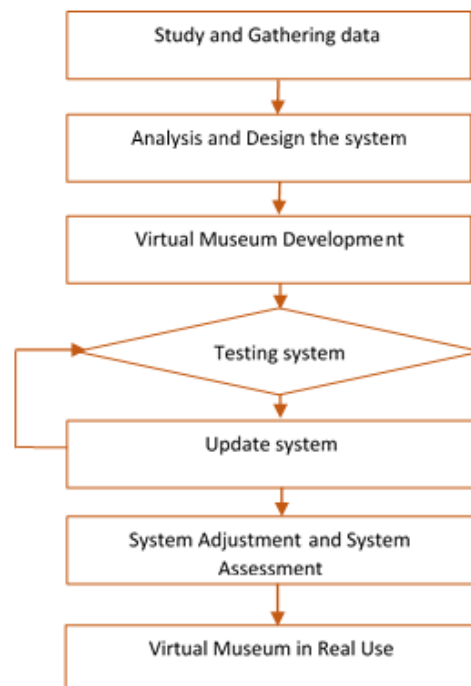 Study and Gathering data
Analysis and Design the system
Virtual Museum Development
Testing system
Update system
System Adjustment and System
Assessment
Virtual Museum in Real Use